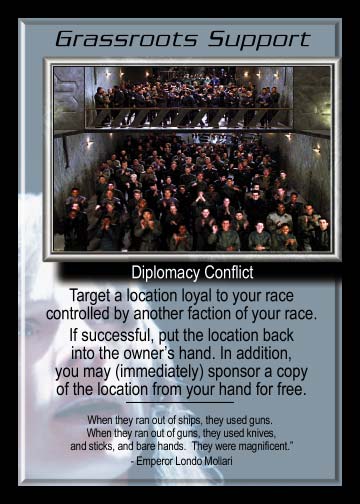 Grassroots Support
Diplomacy Conflict
Target a location loyal to your race
controlled by another faction of your race.
If successful, put the location back
into the owner's hand. In addition,
you may (immediately) sponsor a copy
of the location from your hand for free.
When they ran out of ships, they used guns.
When they ran out of guns, they used knives,
and sticks, and bare hands.  They were magnificent."
- Emperor Londo Mollari